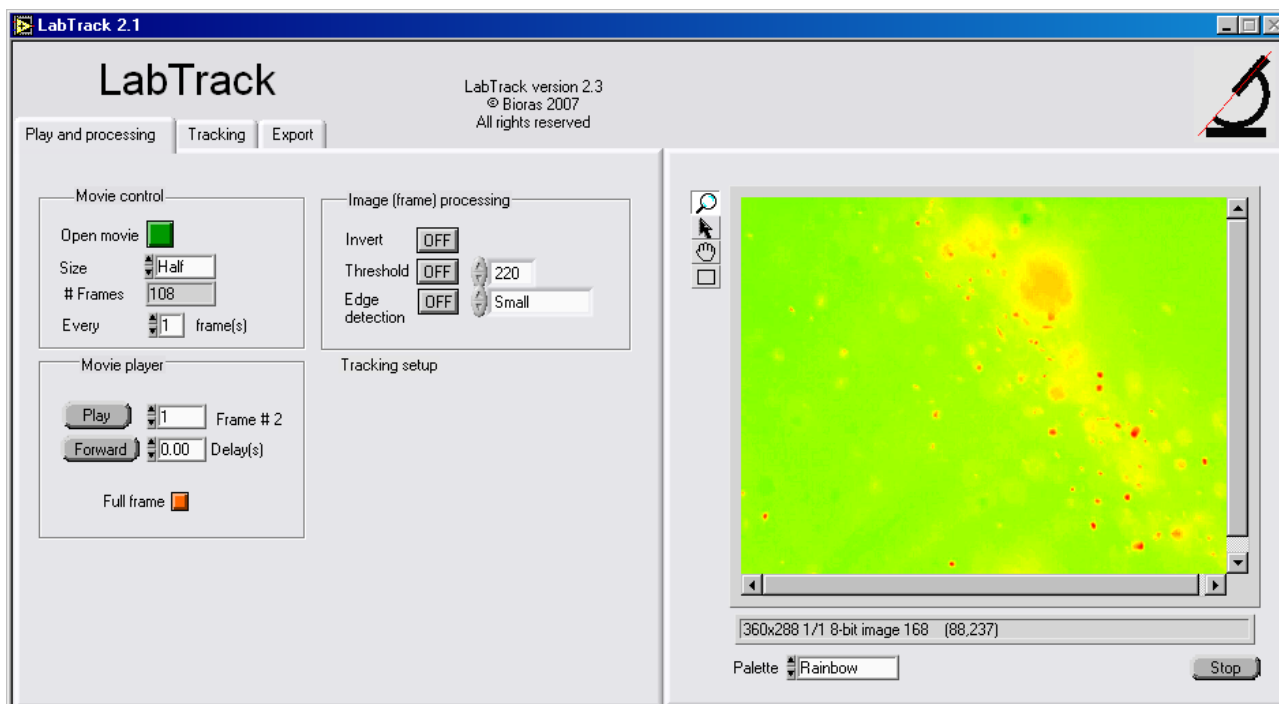 LabTrack 2.1
LabTrack
LabTrack version 2.3
© Bioras 2007
All rights reserved
Play and processing
Tracking
Export
Movie control
Open movie
Size Half
# Frames 108
Every 1 frame(s)
Image (frame) processing
Invert OFF
Threshold OFF 220
Edge detection OFF Small
Movie player
Play 1 Frame # 2
Forward 0.00 Delay(s)
Full frame
Tracking setup
360x288 1/1 8-bit image 168 (88,237)
Palette Rainbow
Stop